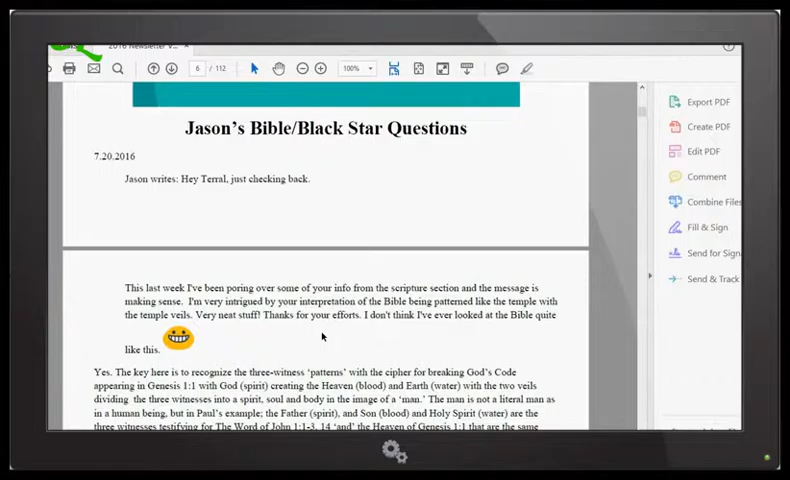 2016 Newsletter V...
6 / 112
100%
Export PDF
Jason's Bible/Black Star Questions
Create PDF
7.20.2016
Edit PDF
Jason writes: Hey Terral, just checking back.
Comment
Combine Files
Fill & Sign
Send for Sign
Send & Track
This last week I've been poring over some of your info from the scripture section and the message is
making sense. I'm very intrigued by your interpretation of the Bible being patterned like the temple with
the temple veils. Very neat stuff! Thanks for your efforts. I don't think I've ever looked at the Bible quite
like this.
Yes. The key here is to recognize the three-witness 'patterns' with the cipher for breaking God's Code
appearing in Genesis 1:1 with God (spirit) creating the Heaven (blood) and Earth (water) with the two veils
dividing the three witnesses into a spirit, soul and body in the image of a 'man.' The man is not a literal man as
in a human being, but in Paul's example; the Father (spirit), and Son (blood) and Holy Spirit (water) are the
three witnesses testifying for The Word of John 1:1-3, 14 'and' the Heaven of Genesis 1:1 that are the same